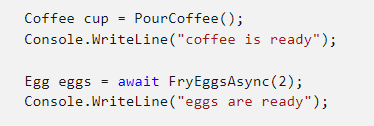 Coffee cup = PourCoffee();
Console.WriteLine("coffee is ready");
Egg eggs = await FryEggsAsync(2);
Console.WriteLine("eggs are ready");